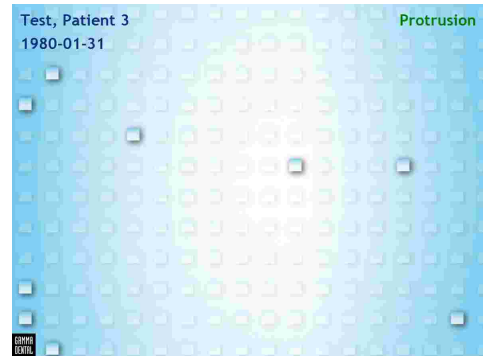 Test, Patient 3
Protrusion
1980-01-31
GAMMA
DENTAL